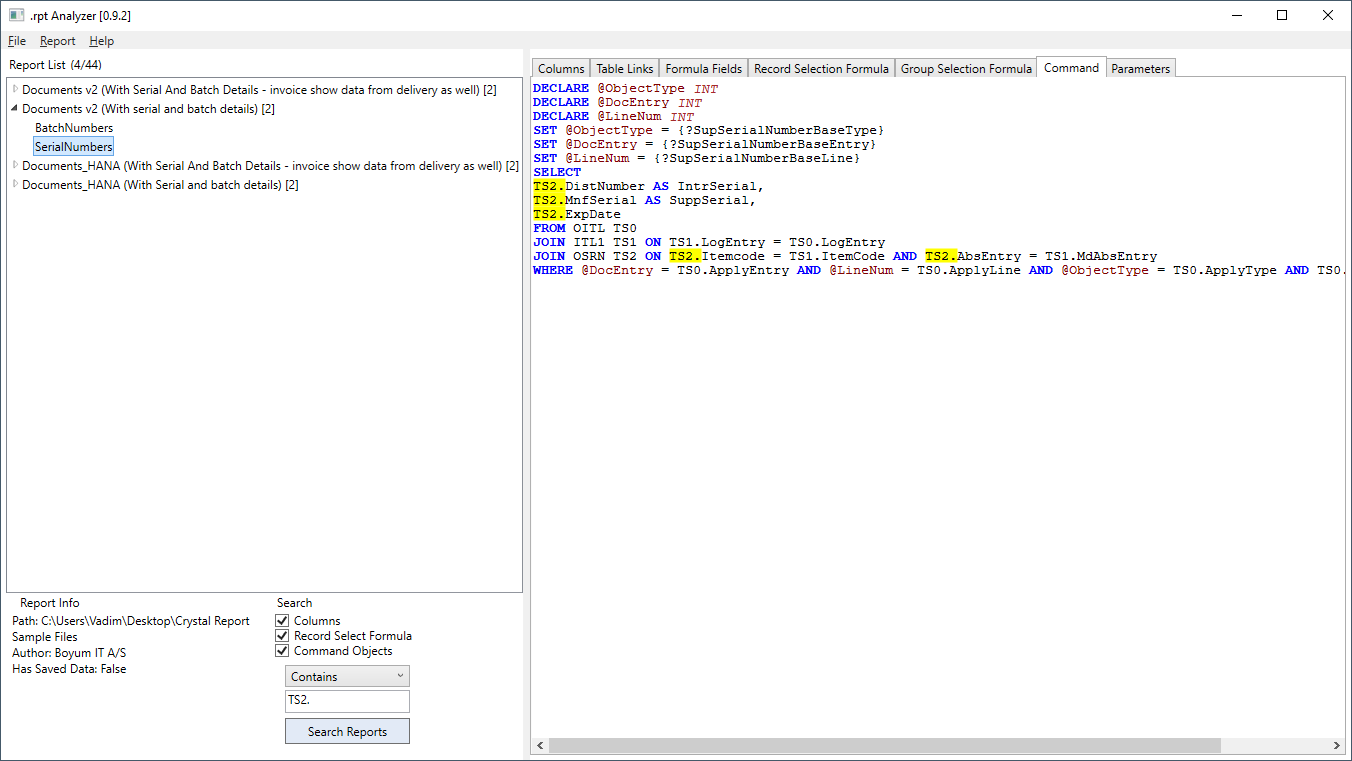 .rpt Analyzer [0.9.2]
File Report Help
Report List (4/44)
Documents v2 (With Serial And Batch Details - invoice show data from delivery as well) [2]
Documents v2 (With serial and batch details) [2]
BatchNumbers
SerialNumbers
Documents_HANA (With Serial And Batch Details - invoice show data from delivery as well) [2]
Documents_HANA (With Serial and batch details) [2]
Report Info
Path: C:\Users\Vadim\Desktop\Crystal Report
Sample Files
Author: Boyum IT A/S
Has Saved Data: False
Search
Columns
Record Select Formula
Command Objects
Contains
TS2.
Search Reports
Columns Table Links Formula Fields Record Selection Formula Group Selection Formula Command Parameters
DECLARE @ObjectType INT
DECLARE @DocEntry INT
DECLARE @LineNum INT
SET @ObjectType = {?SupSerialNumberBaseType}
SET @DocEntry = {?SupSerialNumberBaseEntry}
SET @LineNum = {?SupSerialNumberBaseLine}
SELECT
TS2.DistNumber AS IntrSerial,
TS2.MnfSerial AS SuppSerial,
TS2.ExpDate
FROM OITL TS0
JOIN ITL1 TS1 ON TS1.LogEntry = TS0.LogEntry
JOIN OSRN TS2 ON TS2.Itemcode = TS1.ItemCode AND TS2.AbsEntry = TS1.MdAbsEntry
WHERE @DocEntry = TS0.ApplyEntry AND @LineNum = TS0.ApplyLine AND @ObjectType = TS0.ApplyType AND TS0.